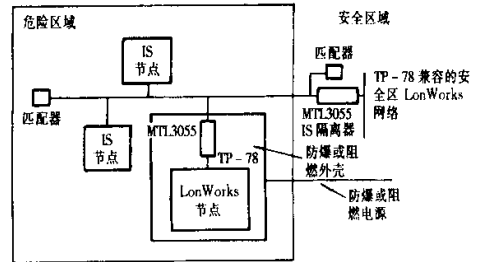 危险区域
安全区域
IS
节点
匹配器
TP-78 兼容的安
全区 LonWorks
网络
匹配器
MTL3055
IS 隔离器
IS
节点
MTL3055
TP-78
LonWorks
节点
防爆或阻
燃外壳
防爆或阻
燃电源